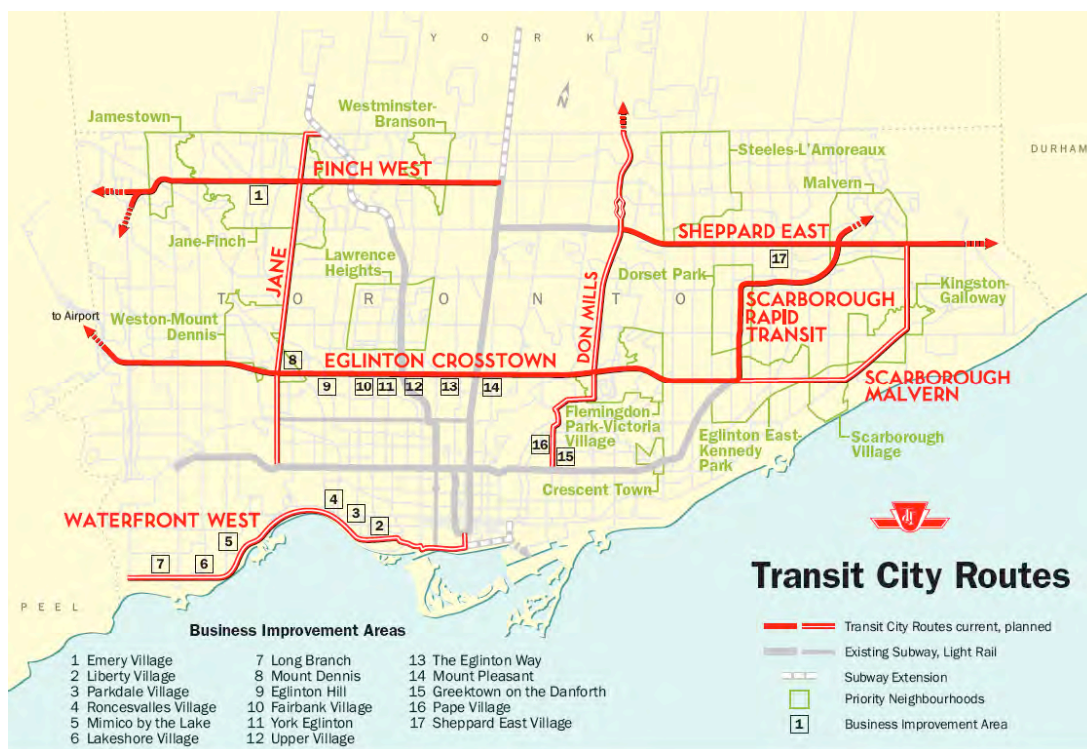 Y O R K
N
Jamestown
Westminster-
Branson
Steeles-L'Amoreaux
DURHAM
FINCH WEST
Malvern
1
Jane-Finch
SHEPPARD EAST
17
Lawrence
Heights
JANE
DON MILLS
Dorset Park
Kingston-
Galloway
T O R O N T O
SCARBOROUGH
RAPID
TRANSIT
to Airport
Weston-Mount
Dennis
8
EGLINTON CROSSTOWN
9 10 11 12 13 14
SCARBOROUGH
MALVERN
Flemingdon
Park-Victoria
Village
16
15
Eglinton East-
Kennedy
Park
Scarborough
Village
Crescent Town
WATERFRONT WEST
4
3
2
5
7 6
PEEL
Transit City Routes
Transit City Routes current, planned
Existing Subway, Light Rail
Subway Extension
Priority Neighbourhoods
1 Business Improvement Area
Business Improvement Areas
1 Emery Village
2 Liberty Village
3 Parkdale Village
4 Roncesvalles Village
5 Mimico by the Lake
6 Lakeshore Village
7 Long Branch
8 Mount Dennis
9 Eglinton Hill
10 Fairbank Village
11 York Eglinton
12 Upper Village
13 The Eglinton Way
14 Mount Pleasant
15 Greektown on the Danforth
16 Pape Village
17 Sheppard East Village